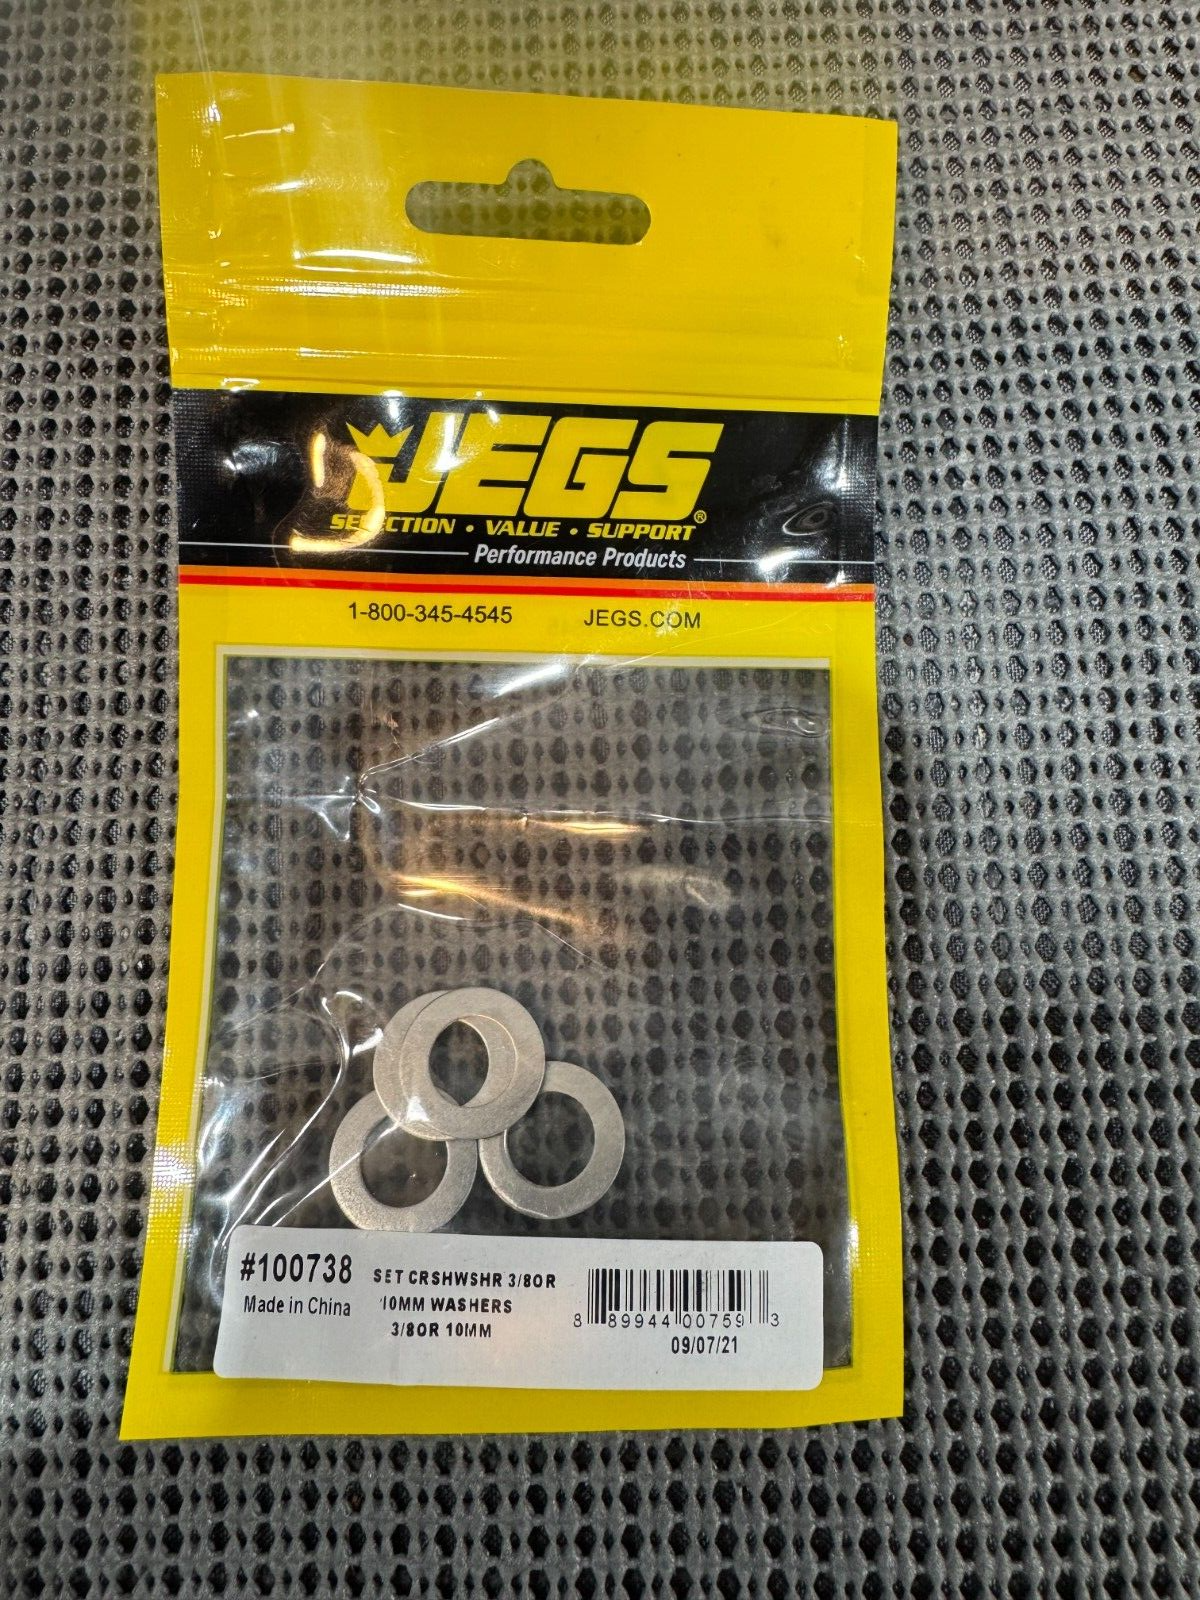 JEGS®
SELECTION • VALUE • SUPPORT
Performance Products
1-800-345-4545 JEGS.COM
#100738
Made in China
SET CRSHWSHR 3/8OR
10MM WASHERS
3/8OR 10MM
8 89944 00759 3
09/07/21